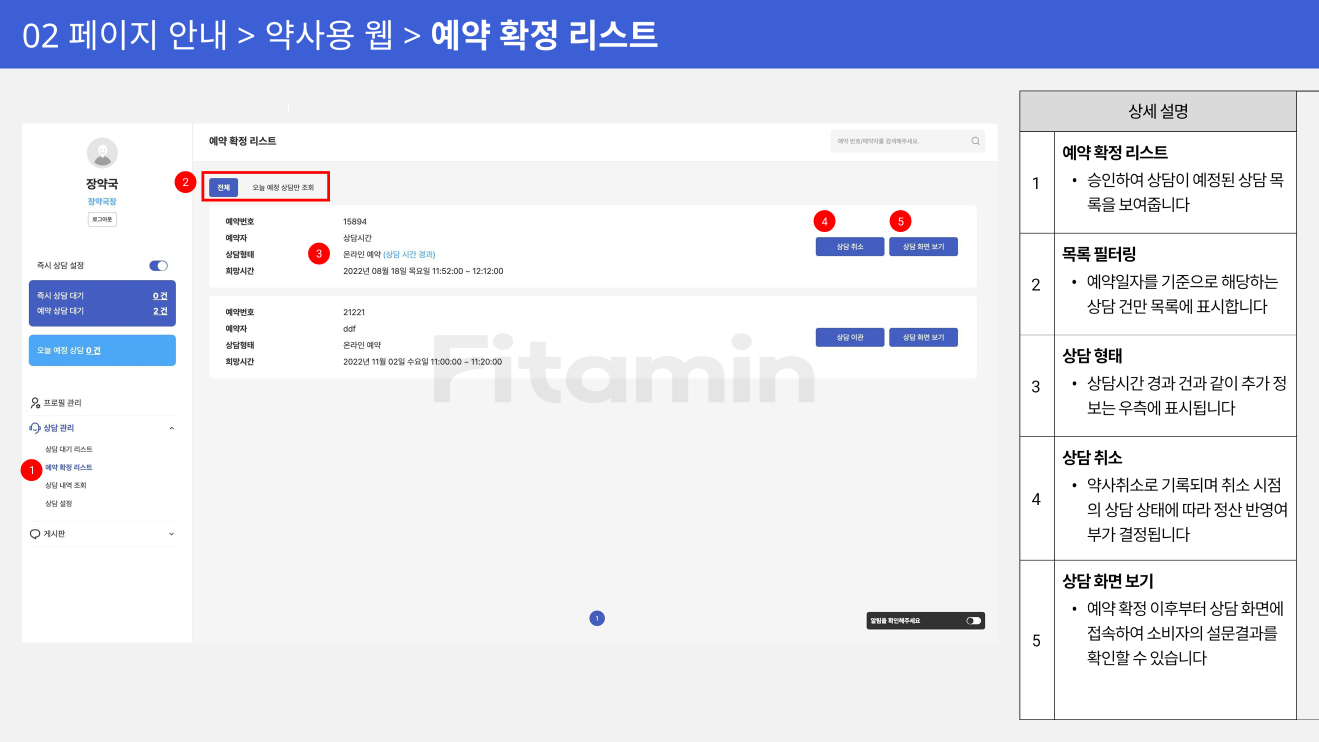 02 페이지 안내 > 약사용 웹 > 예약 확정 리스트
1
장약국
장약국장
로그아웃
즉시 상담 설정
즉시 상담 대기 0 건
예약 상담 대기 2 건
오늘 예정 상담 0 건
프로필 관리
상담 관리
상담 대기 리스트
1 예약 확정 리스트
상담 내역 조회
상담 설정
게시판
예약 확정 리스트
예약 번호/예약자를 검색해주세요.
2 전체 오늘 예정 상담만 조회
예약번호 15894
예약자 상담시간
상담형태 3 온라인 예약 (상담 시간 경과)
희망시간 2022년 08월 18일 목요일 11:52:00 ~ 12:12:00
4 5
상담 취소 상담 화면 보기
예약번호 21221
예약자 ddf
상담형태 온라인 예약
희망시간 2022년 11월 02일 수요일 11:00:00 ~ 11:20:00
상담 이관 상담 화면 보기
Fitamin
1
알림을 확인해주세요
상세 설명
1 예약 확정 리스트
• 승인하여 상담이 예정된 상담 목
록을 보여줍니다
2 목록 필터링
• 예약일자를 기준으로 해당하는
상담 건만 목록에 표시합니다
3 상담 형태
• 상담시간 경과 건과 같이 추가 정
보는 우측에 표시됩니다
4 상담 취소
• 약사취소로 기록되며 취소 시점
의 상담 상태에 따라 정산 반영여
부가 결정됩니다
5 상담 화면 보기
• 예약 확정 이후부터 상담 화면에
접속하여 소비자의 설문결과를
확인할 수 있습니다